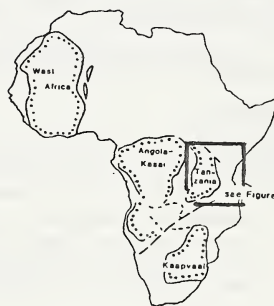 West
Africa
Angola-
Kasai
Tan-
zania
see Figure
Kaapvaal